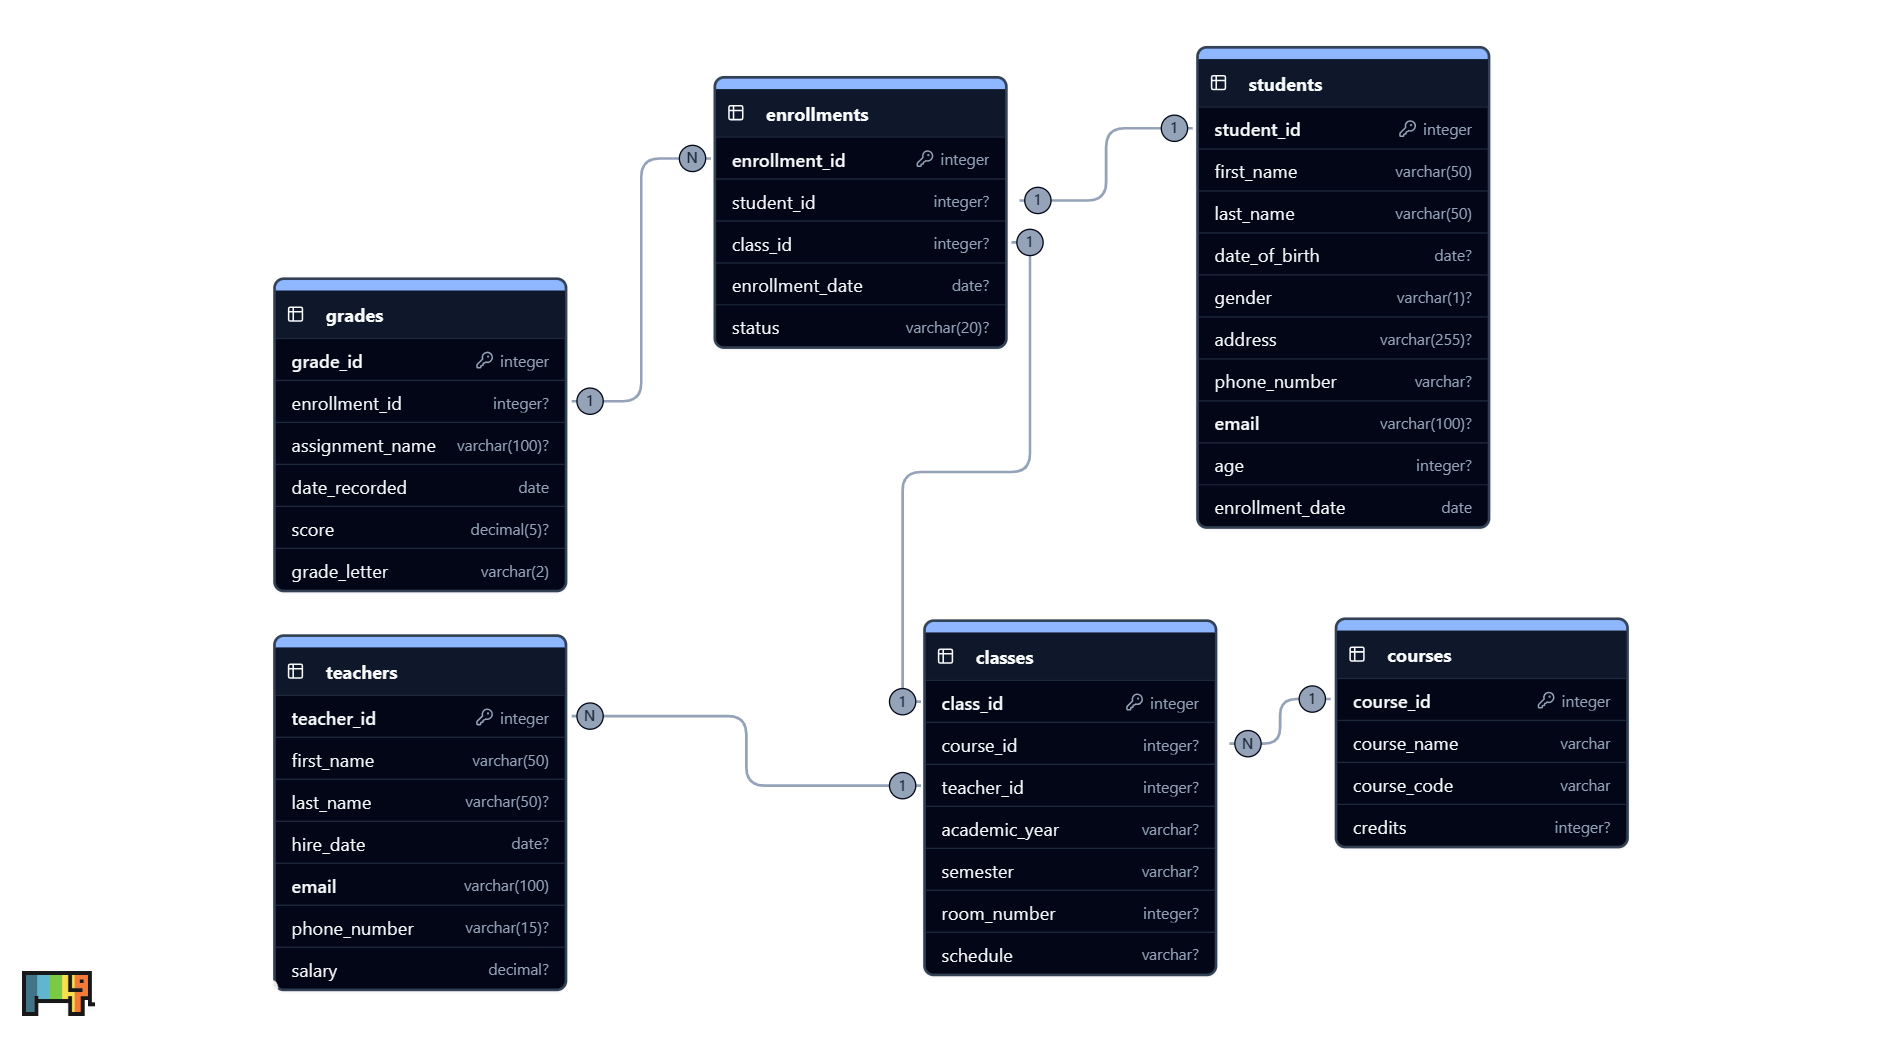 students
student_id integer
first_name varchar(50)
last_name varchar(50)
date_of_birth date?
gender varchar(1)?
address varchar(255)?
phone_number varchar?
email varchar(100)?
age integer?
enrollment_date date
enrollments
enrollment_id integer
student_id integer?
class_id integer?
enrollment_date date?
status varchar(20)?
N
1
1
1
grades
grade_id integer
enrollment_id integer?
assignment_name varchar(100)?
date_recorded date
score decimal(5)?
grade_letter varchar(2)
1
teachers
teacher_id integer
first_name varchar(50)
last_name varchar(50)?
hire_date date?
email varchar(100)
phone_number varchar(15)?
salary decimal?
N
1
1
classes
class_id integer
course_id integer?
teacher_id integer?
academic_year varchar?
semester varchar?
room_number integer?
schedule varchar?
N
1
courses
course_id integer
course_name varchar
course_code varchar
credits integer?